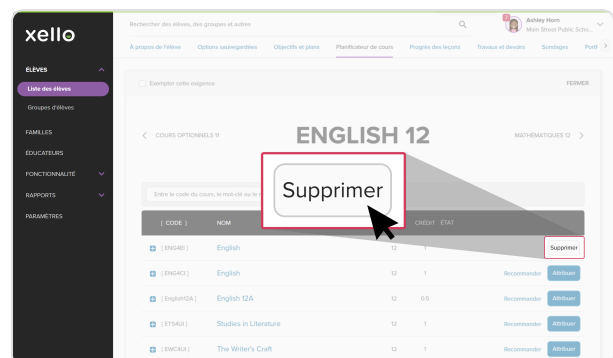 xello
Rechercher des élèves, des groupes et autres
2
Ashley Horn
Main Street Public Scho...
À propos de l'élève Options sauvegardées Objectifs et plans Planificateur de cours Progrès des leçons Travaux et devoirs Sondages Portf
ÉLÈVES
Liste des élèves
Groupes d'élèves
FAMILLES
ÉDUCATEURS
FONCTIONNALITÉ
RAPPORTS
PARAMÈTRES
Exempter cette exigence
FERMER
COURS OPTIONNELS 11
ENGLISH 12
MATHÉMATIQUES 12
Entre le code du cours, le mot-clé ou le
Supprimer
[ CODE ] NOM CRÉDIT ÉTAT
[ ENG4E1 ] English 12 1 Supprimer
[ ENG4C1 ] English 12 1 Recommander Attribuer
[ English12A ] English 12A 12 0.5 Recommander Attribuer
[ ETS4U1 ] Studies in Literature 12 1 Recommander Attribuer
[ EWC4U1 ] The Writer's Craft 12 1 Recommander Attribuer